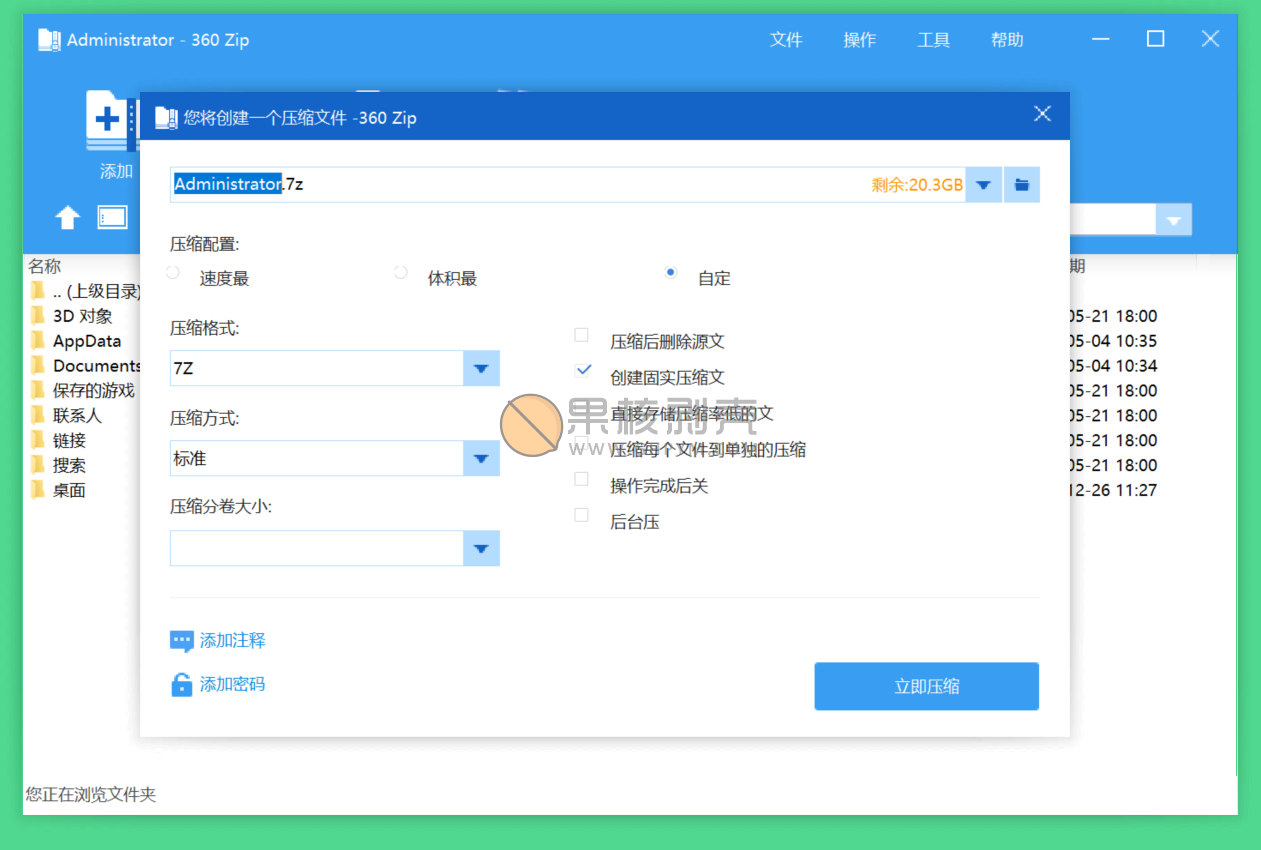 Administrator - 360 Zip
文件
操作
工具
帮助
您将创建一个压缩文件 -360 Zip
添加
Administrator.7z
剩余:20.3GB
压缩配置:
速度最
体积最
自定
压缩格式:
7Z
压缩方式:
标准
压缩分卷大小:
压缩后删除源文
创建固实压缩文
直接存储压缩率低的文
压缩每个文件到单独的压缩
操作完成后关
后台压
果核剥壳
添加注释
添加密码
立即压缩
名称
期
.. (上级目录)
3D 对象
05-21 18:00
AppData
05-04 10:35
Documents
05-04 10:34
保存的游戏
05-21 18:00
联系人
05-21 18:00
链接
05-21 18:00
搜索
05-21 18:00
桌面
12-26 11:27
您正在浏览文件夹